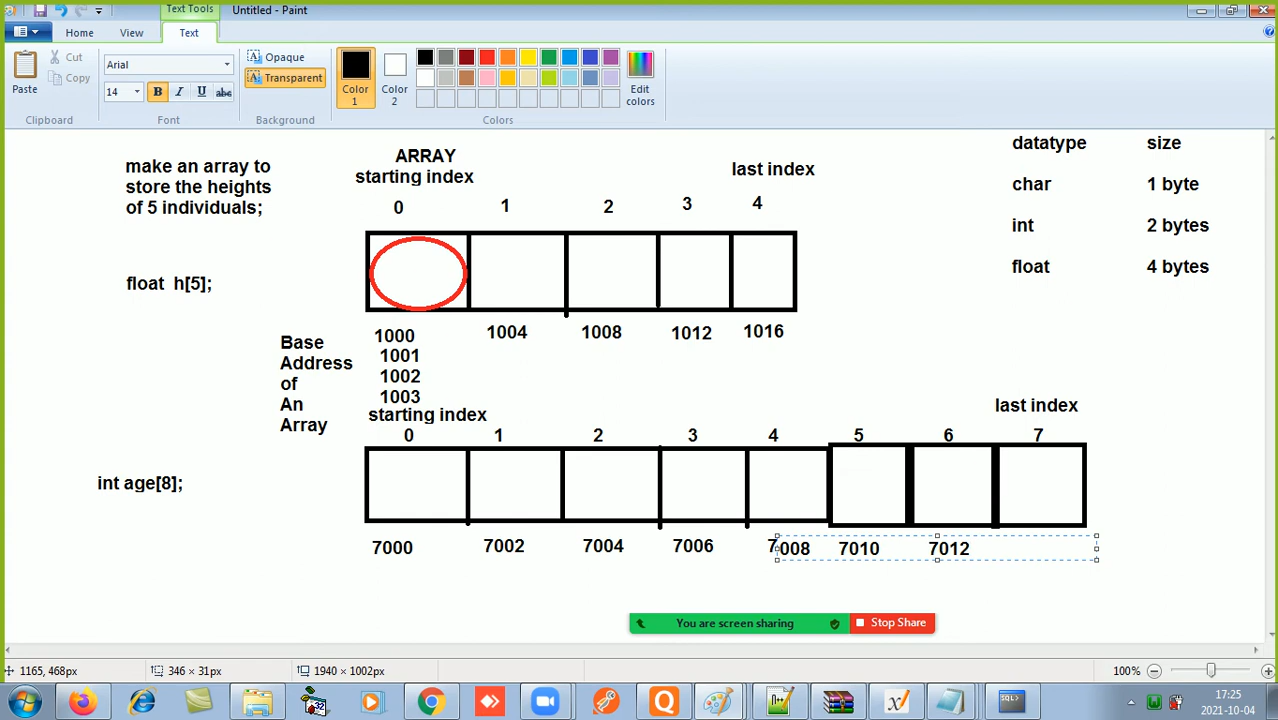 Text Tools
Untitled - Paint
Home View Text
Paste
Cut
Copy
Clipboard
Arial
14 B I U abc
Font
Opaque
Transparent
Background
Color 1
Color 2
Edit colors
Colors
make an array to
store the heights
of 5 individuals;
ARRAY
starting index
last index
0 1 2 3 4
float h[5];
1000 1004 1008 1012 1016
1001
1002
1003
Base
Address
of
An
Array
datatype size
char 1 byte
int 2 bytes
float 4 bytes
starting index
last index
0 1 2 3 4 5 6 7
int age[8];
7000 7002 7004 7006 7008 7010 7012
You are screen sharing
Stop Share
1165, 468px
346 × 31px
1940 × 1002px
100%
17:25
2021-10-04